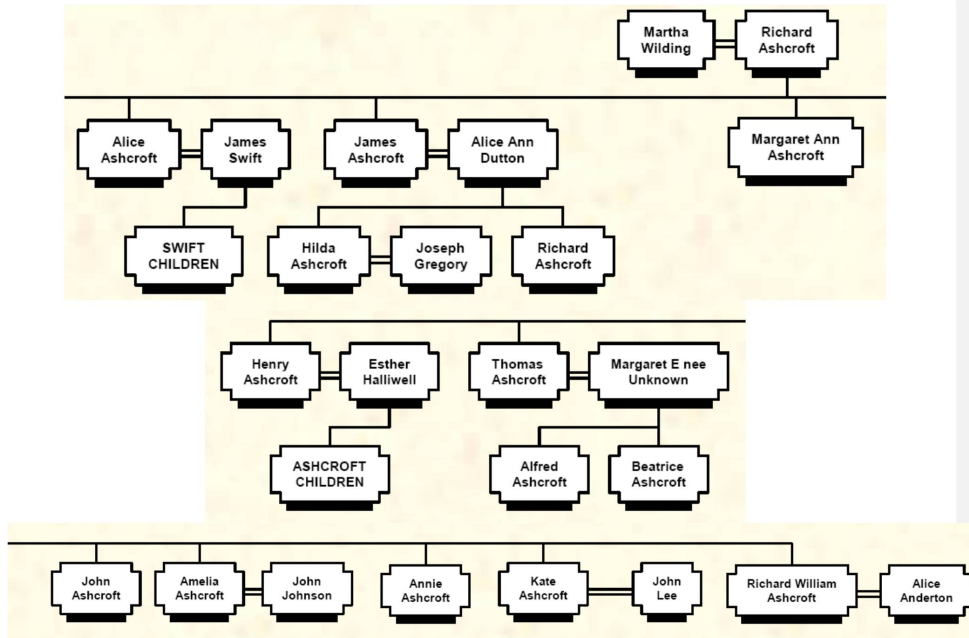 Martha
Wilding
Richard
Ashcroft
Alice
Ashcroft
James
Swift
James
Ashcroft
Alice Ann
Dutton
Margaret Ann
Ashcroft
SWIFT
CHILDREN
Hilda
Ashcroft
Joseph
Gregory
Richard
Ashcroft
Henry
Ashcroft
Esther
Halliwell
Thomas
Ashcroft
Margaret E nee
Unknown
ASHCROFT
CHILDREN
Alfred
Ashcroft
Beatrice
Ashcroft
John
Ashcroft
Amelia
Ashcroft
John
Johnson
Annie
Ashcroft
Kate
Ashcroft
John
Lee
Richard William
Ashcroft
Alice
Anderton